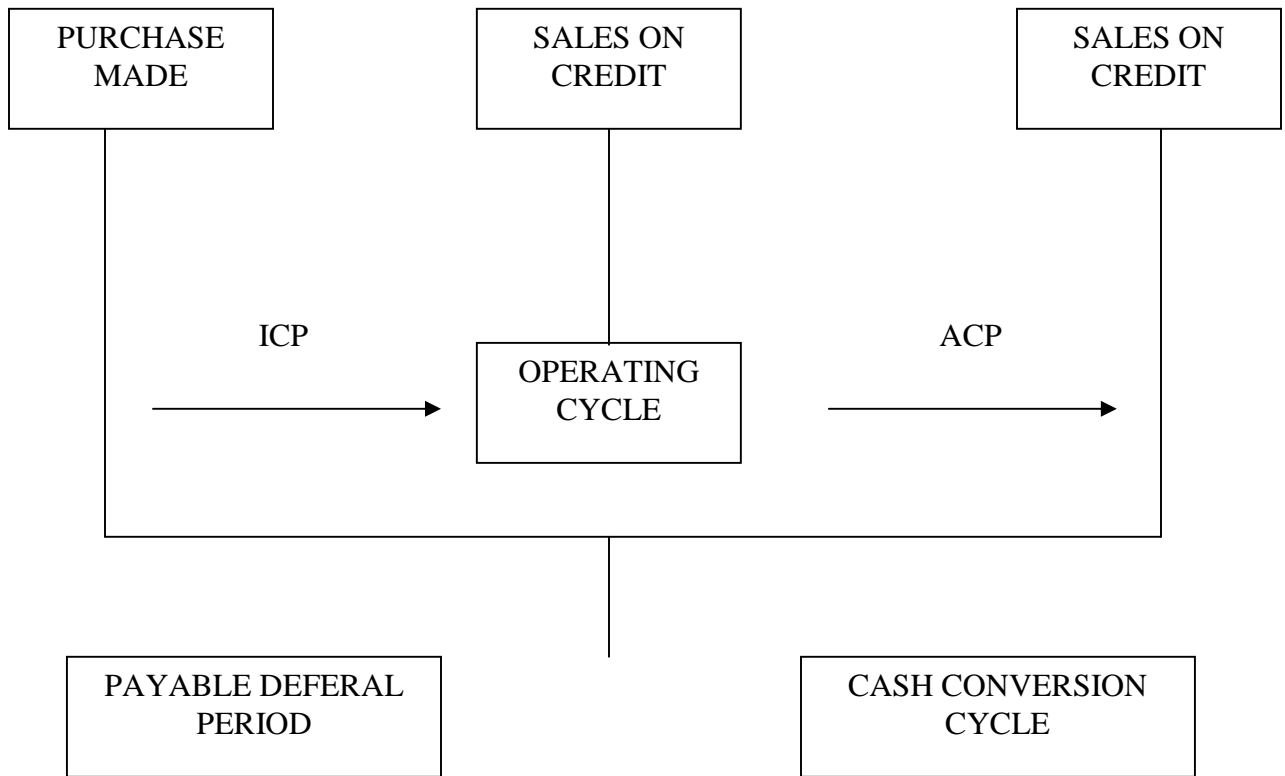 PURCHASE
MADE
SALES ON
CREDIT
SALES ON
CREDIT
ICP
ACP
OPERATING
CYCLE
PAYABLE DEFERAL
PERIOD
CASH CONVERSION
CYCLE